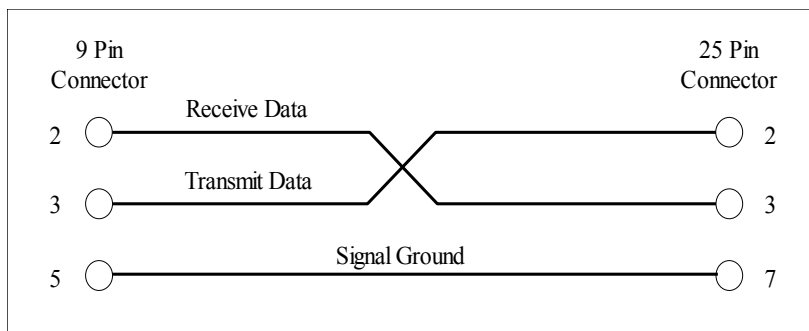 9 Pin
Connector
25 Pin
Connector
Receive Data
2
2
Transmit Data
3
3
Signal Ground
5
7